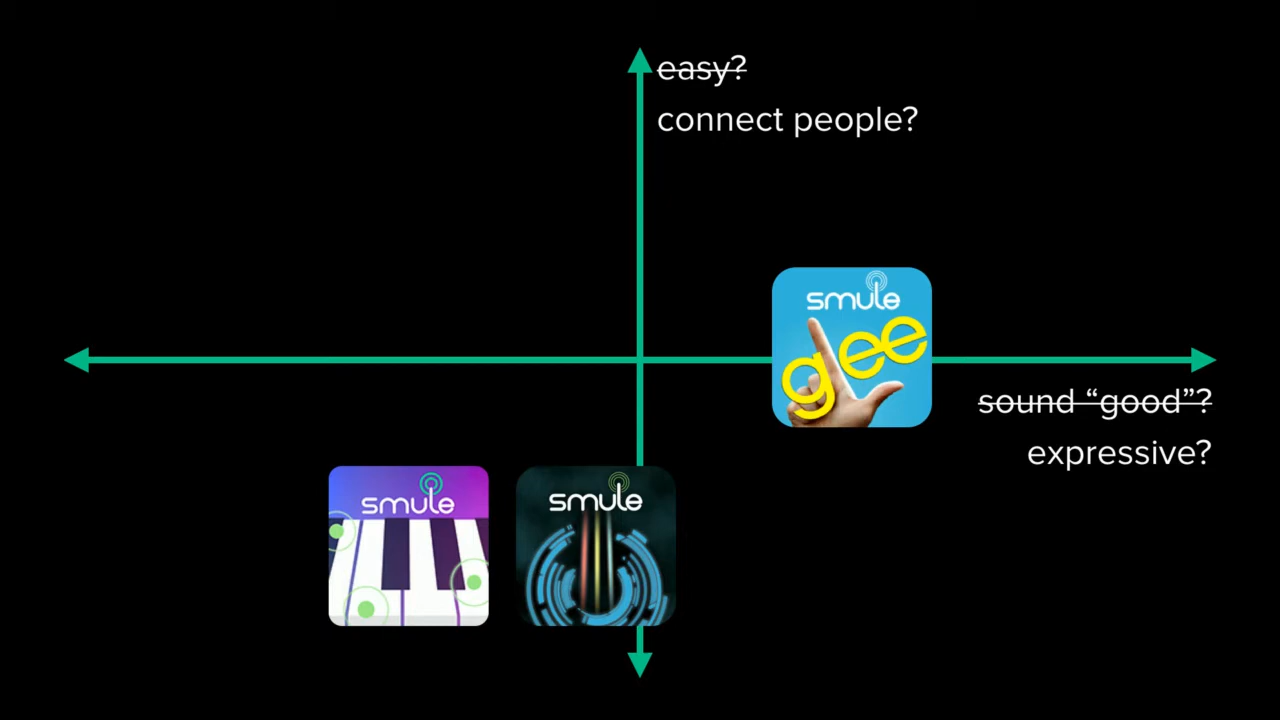 easy?
connect people?
smule
glee
sound “good”?
expressive?
smule
smule